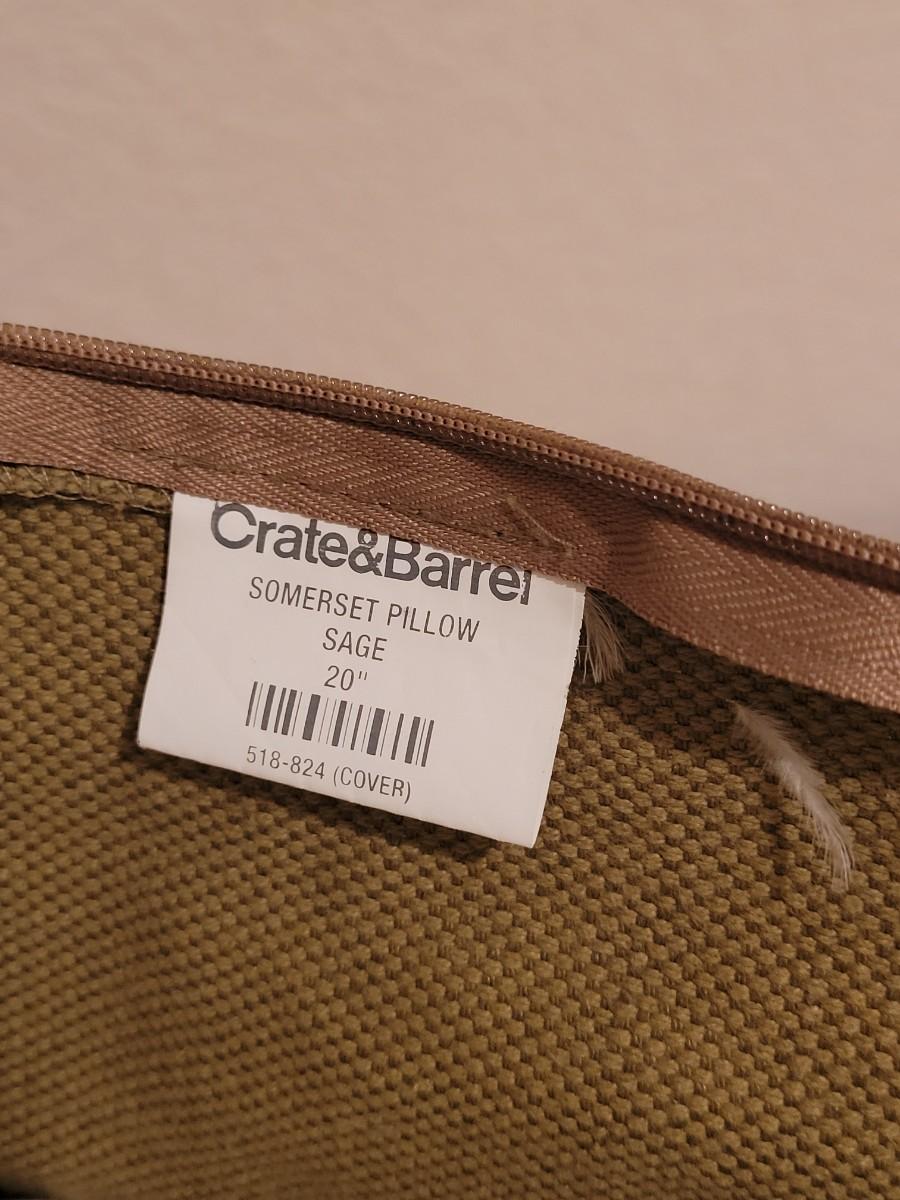 Crate&Barrel
SOMERSET PILLOW
SAGE
20"
518-824 (COVER)